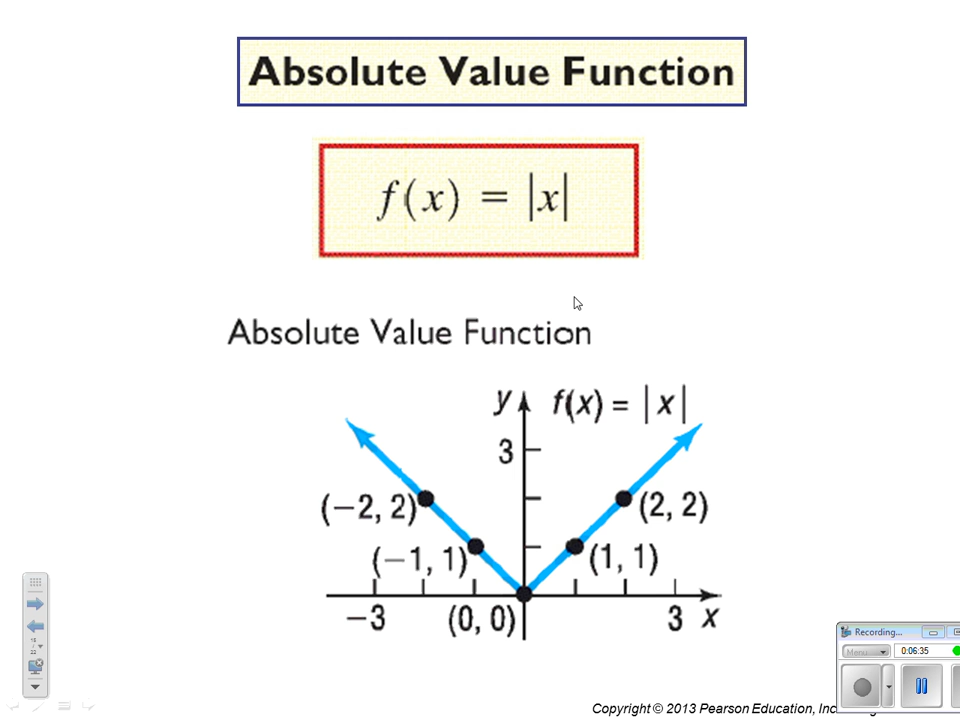 Absolute Value Function
f(x) = |x|
Absolute Value Function
y
f(x) = |x|
3
(−2, 2)
(2, 2)
(−1, 1)
(1, 1)
−3
(0, 0)
3
x
Recording...
Menu
0:06:35
Copyright © 2013 Pearson Education, Inc